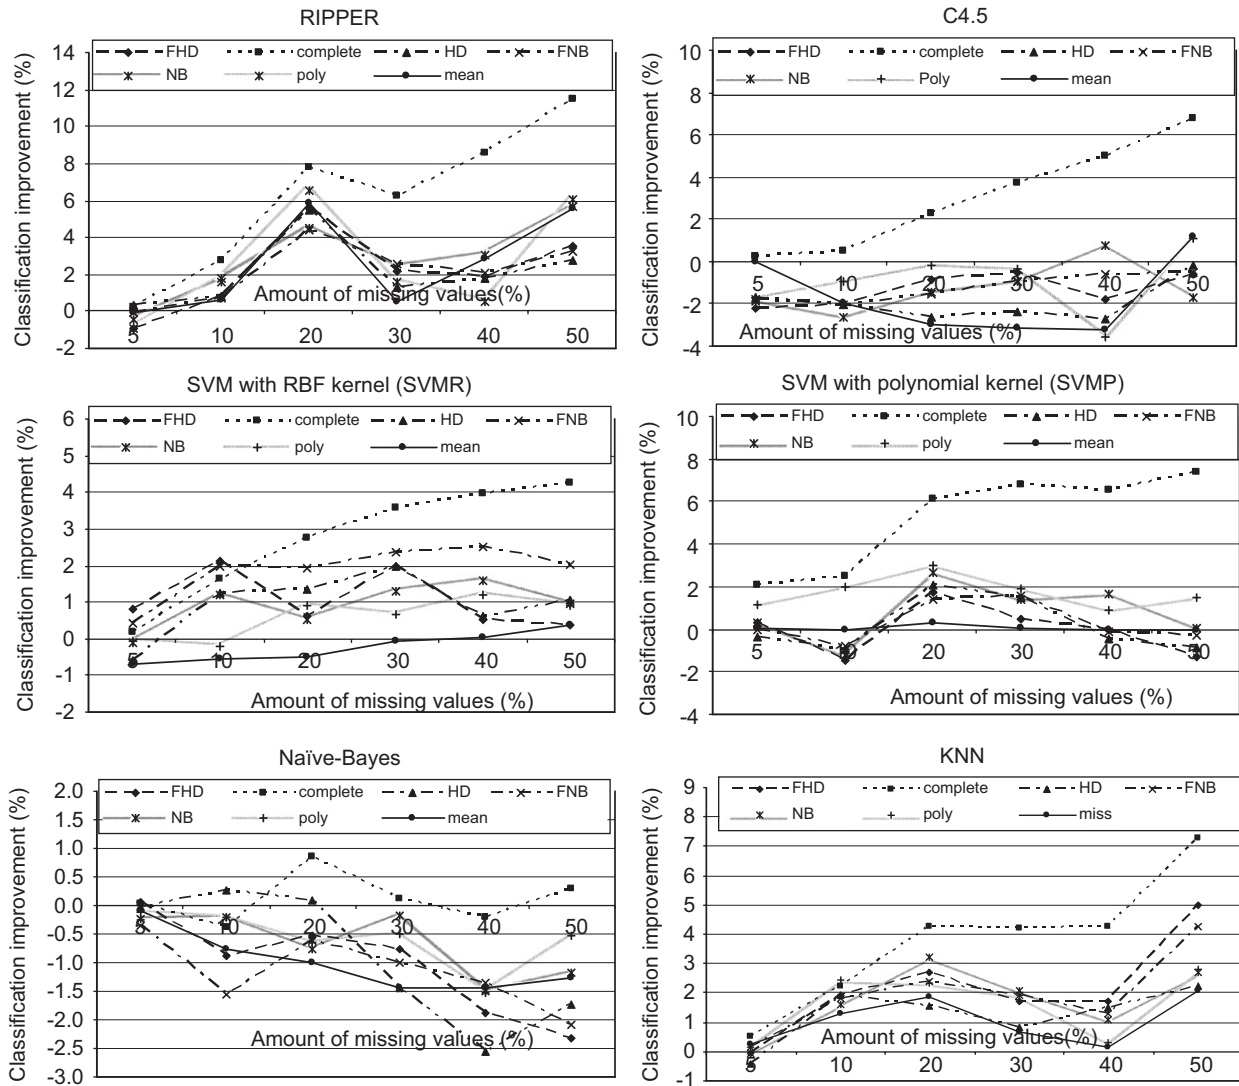 RIPPER
Classification improvement (%)
14
12
10
8
6
4
2
0
-2
FHD
complete
HD
FNB
NB
poly
mean
5
10
20
30
40
50
Amount of missing values(%)
C4.5
Classification improvement (%)
10
8
6
4
2
0
-2
-4
FHD
complete
HD
FNB
NB
Poly
mean
5
10
20
30
40
50
Amount of missing values (%)
SVM with RBF kernel (SVMR)
Classification improvement (%)
6
5
4
3
2
1
0
-1
-2
FHD
complete
HD
FNB
NB
poly
mean
5
10
20
30
40
50
Amount of missing values (%)
SVM with polynomial kernel (SVMP)
Classification improvement (%)
10
8
6
4
2
0
-2
-4
FHD
complete
HD
FNB
NB
poly
mean
5
10
20
30
40
50
Amount of missing values (%)
Naïve-Bayes
Classification improvement (%)
2.0
1.5
1.0
0.5
0.0
-0.5
-1.0
-1.5
-2.0
-2.5
-3.0
FHD
complete
HD
FNB
NB
poly
mean
5
10
20
30
40
50
Amount of missing values (%)
KNN
Classification improvement (%)
9
8
7
6
5
4
3
2
1
0
-1
FHD
complete
HD
FNB
NB
poly
miss
5
10
20
30
40
50
Amount of missing values(%)